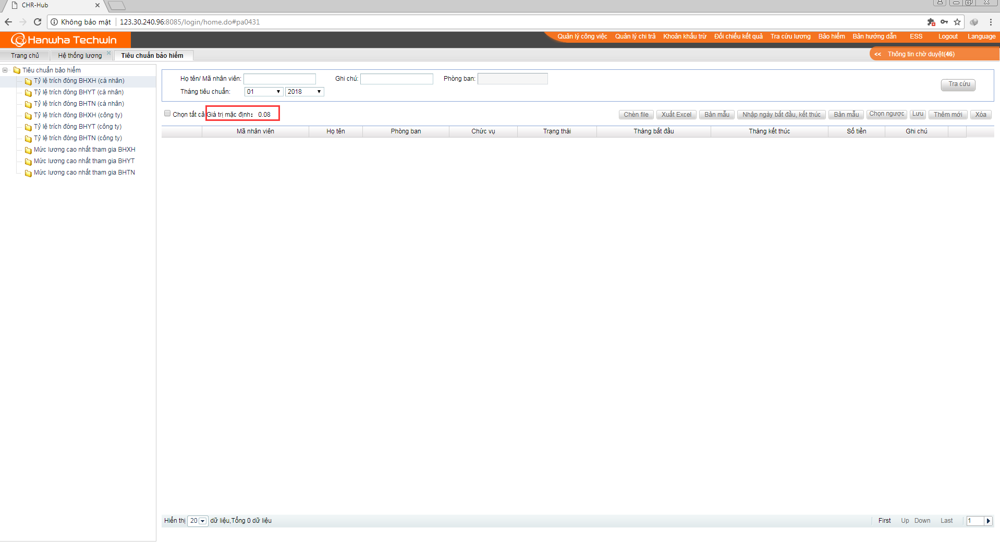 CHR-Hub
Không bảo mật 123.30.240.96:8085/login/home.do#pa0431
Hanwha Techwin
Quản lý công việc Quản lý chi trả Khoản khấu trừ Đối chiếu kết quả Tra cứu lương Bảo hiểm Bản hướng dẫn ESS Logout Language
Trang chủ Hệ thống lương Tiêu chuẩn bảo hiểm
<< Thông tin chờ duyệt(46)
Tiêu chuẩn bảo hiểm
Tỷ lệ trích đóng BHXH (cá nhân)
Tỷ lệ trích đóng BHYT (cá nhân)
Tỷ lệ trích đóng BHTN (cá nhân)
Tỷ lệ trích đóng BHXH (công ty)
Tỷ lệ trích đóng BHYT (công ty)
Tỷ lệ trích đóng BHTN (công ty)
Mức lương cao nhất tham gia BHXH
Mức lương cao nhất tham gia BHYT
Mức lương cao nhất tham gia BHTN
Họ tên/ Mã nhân viên: Ghi chú: Phòng ban:
Tháng tiêu chuẩn: 01 2018
Tra cứu
Chọn tất cả Giá trị mặc định: 0.08
Chèn file Xuất Excel Bản mẫu Nhập ngày bắt đầu, kết thúc Bản mẫu Chọn ngược Lưu Thêm mới Xóa
Mã nhân viên Họ tên Phòng ban Chức vụ Trạng thái Tháng bắt đầu Tháng kết thúc Số tiền Ghi chú
Hiển thị 20 dữ liệu,Tổng 0 dữ liệu
First Up Down Last 1